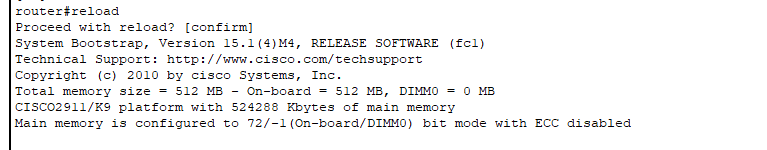 router#reload
Proceed with reload? [confirm]
System Bootstrap, Version 15.1(4)M4, RELEASE SOFTWARE (fc1)
Technical Support: http://www.cisco.com/techsupport
Copyright (c) 2010 by cisco Systems, Inc.
Total memory size = 512 MB - On-board = 512 MB, DIMM0 = 0 MB
CISCO2911/K9 platform with 524288 Kbytes of main memory
Main memory is configured to 72/-1(On-board/DIMM0) bit mode with ECC disabled